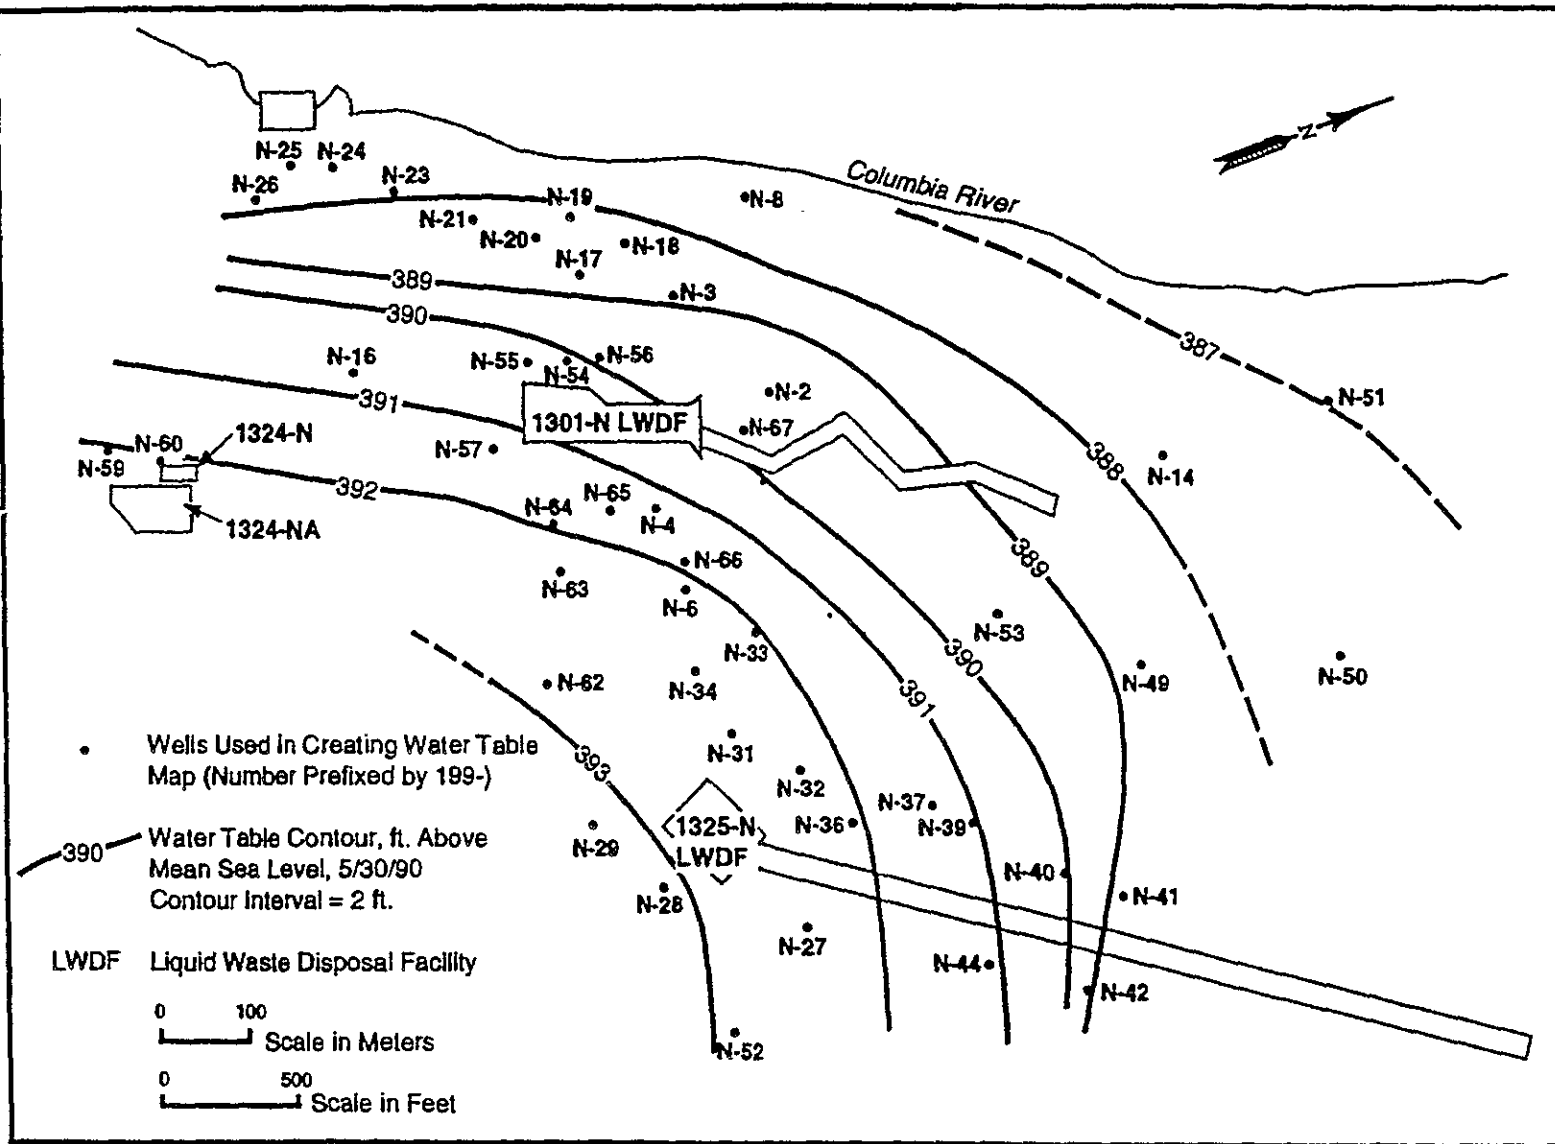 N-25
N-24
N-26
N-23
N-19
N-21
N-20
N-18
N-17
N-8
Columbia River
N
389
N-3
390
387
N-16
N-55
N-54
N-56
N-2
N-51
391
1301-N LWDF
N-67
1324-N
N-60
N-59
N-57
388
N-14
392
N-64
N-65
N-4
1324-NA
389
N-66
N-63
N-6
N-53
N-33
390
N-62
N-34
391
N-49
N-50
N-31
393
N-32
N-37
1325-N
LWDF
N-36
N-39
N-29
N-40
N-28
N-41
N-27
N-44
N-42
N-52
Wells Used in Creating Water Table
Map (Number Prefixed by 199-)
390
Water Table Contour, ft. Above
Mean Sea Level, 5/30/90
Contour Interval = 2 ft.
LWDF Liquid Waste Disposal Facility
0 100
Scale in Meters
0 500
Scale in Feet